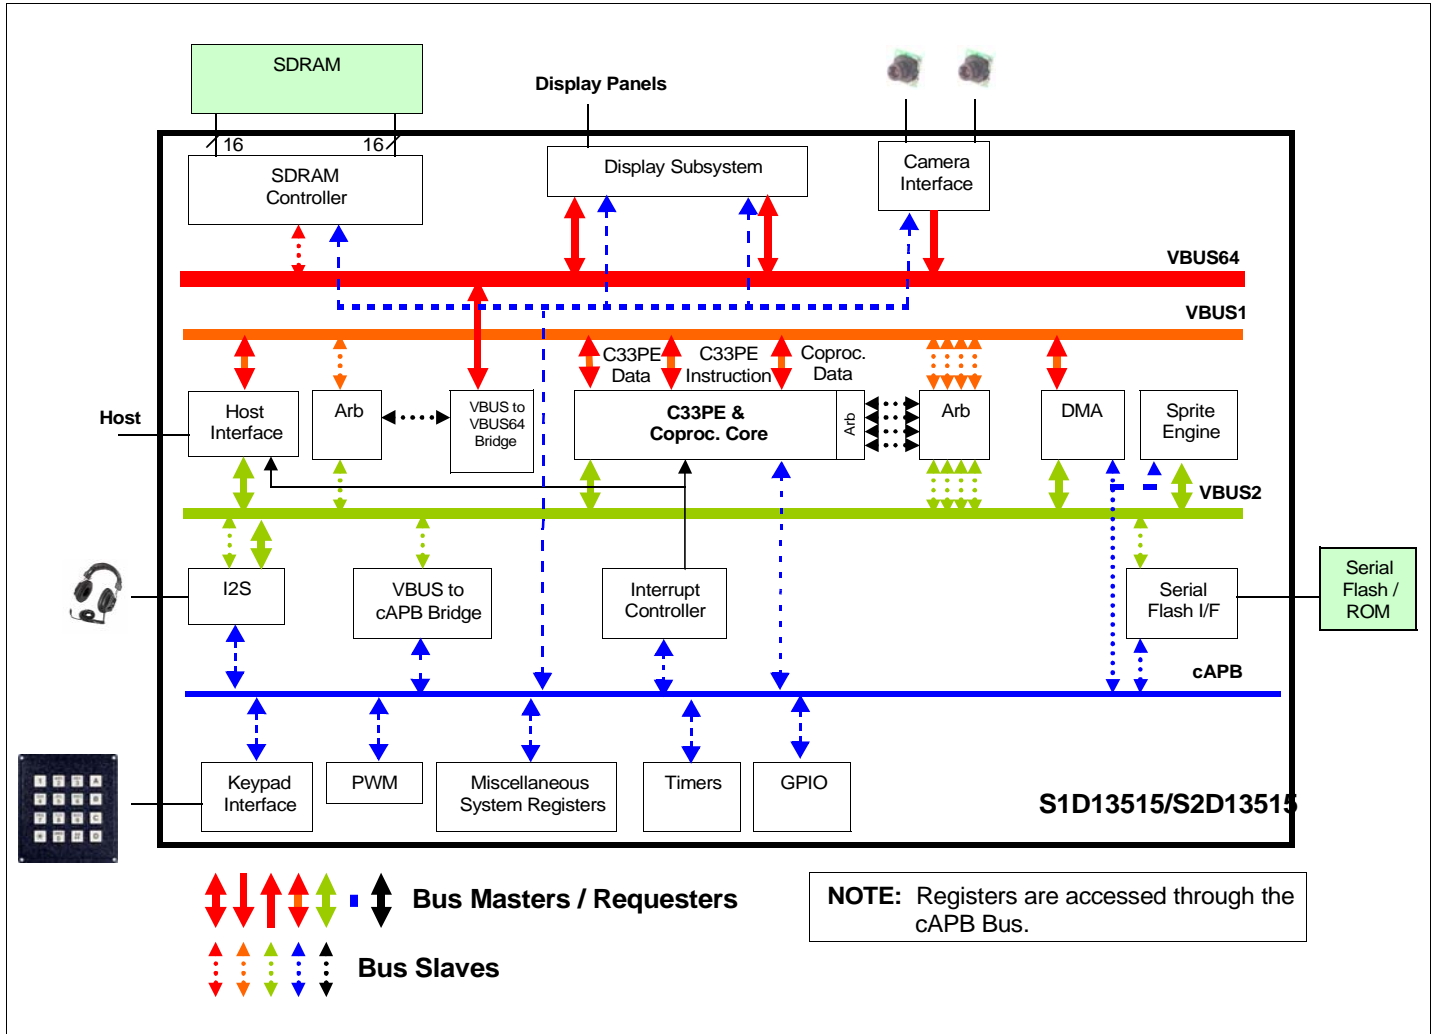 SDRAM
Display Panels
16
16
SDRAM
Controller
Display Subsystem
Camera
Interface
VBUS64
VBUS1
C33PE
Data
C33PE
Instruction
Coproc.
Data
Host
Host
Interface
Arb
VBUS to
VBUS64
Bridge
C33PE &
Coproc. Core
Arb
Arb
DMA
Sprite
Engine
VBUS2
I2S
VBUS to
cAPB Bridge
Interrupt
Controller
Serial
Flash I/F
Serial
Flash /
ROM
cAPB
Keypad
Interface
PWM
Miscellaneous
System Registers
Timers
GPIO
S1D13515/S2D13515
Bus Masters / Requesters
Bus Slaves
NOTE: Registers are accessed through the
cAPB Bus.